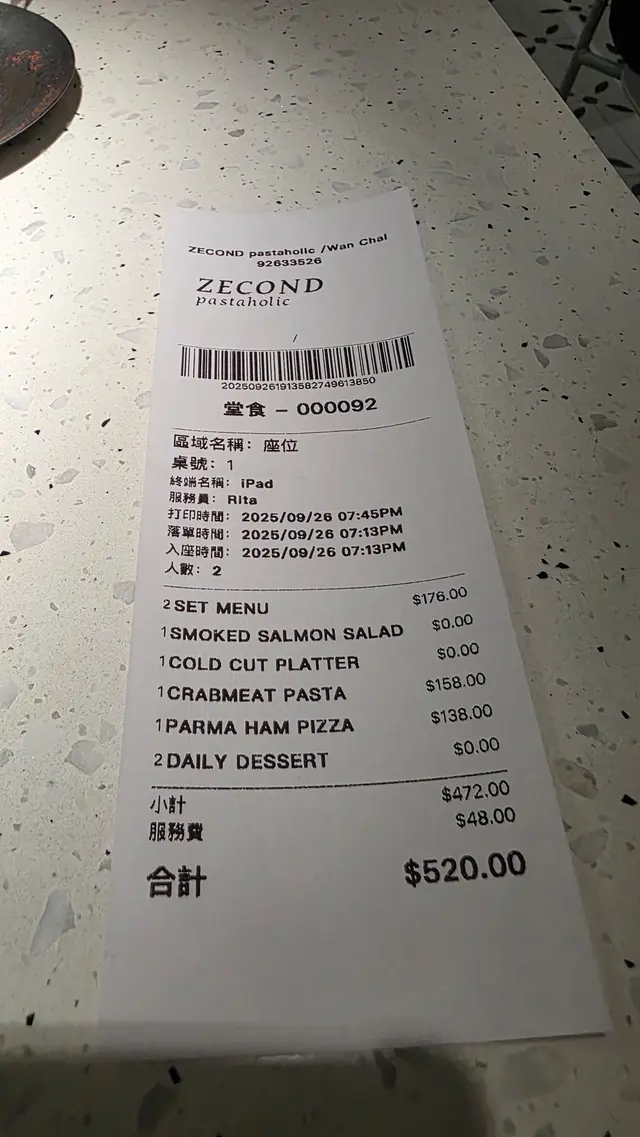 ZECOND pastaholic /Wan Chai
92633526
ZECOND
pastaholic
/
202509261913582749613850
堂食 – 000092
區域名稱: 座位
桌號: 1
終端名稱: iPad
服務員: Rita
打印時間: 2025/09/26 07:45PM
落單時間: 2025/09/26 07:13PM
入座時間: 2025/09/26 07:13PM
人數: 2
2 SET MENU $176.00
1 SMOKED SALMON SALAD $0.00
1 COLD CUT PLATTER $0.00
1 CRABMEAT PASTA $158.00
1 PARMA HAM PIZZA $138.00
2 DAILY DESSERT $0.00
小計 $472.00
服務費 $48.00
合計 $520.00